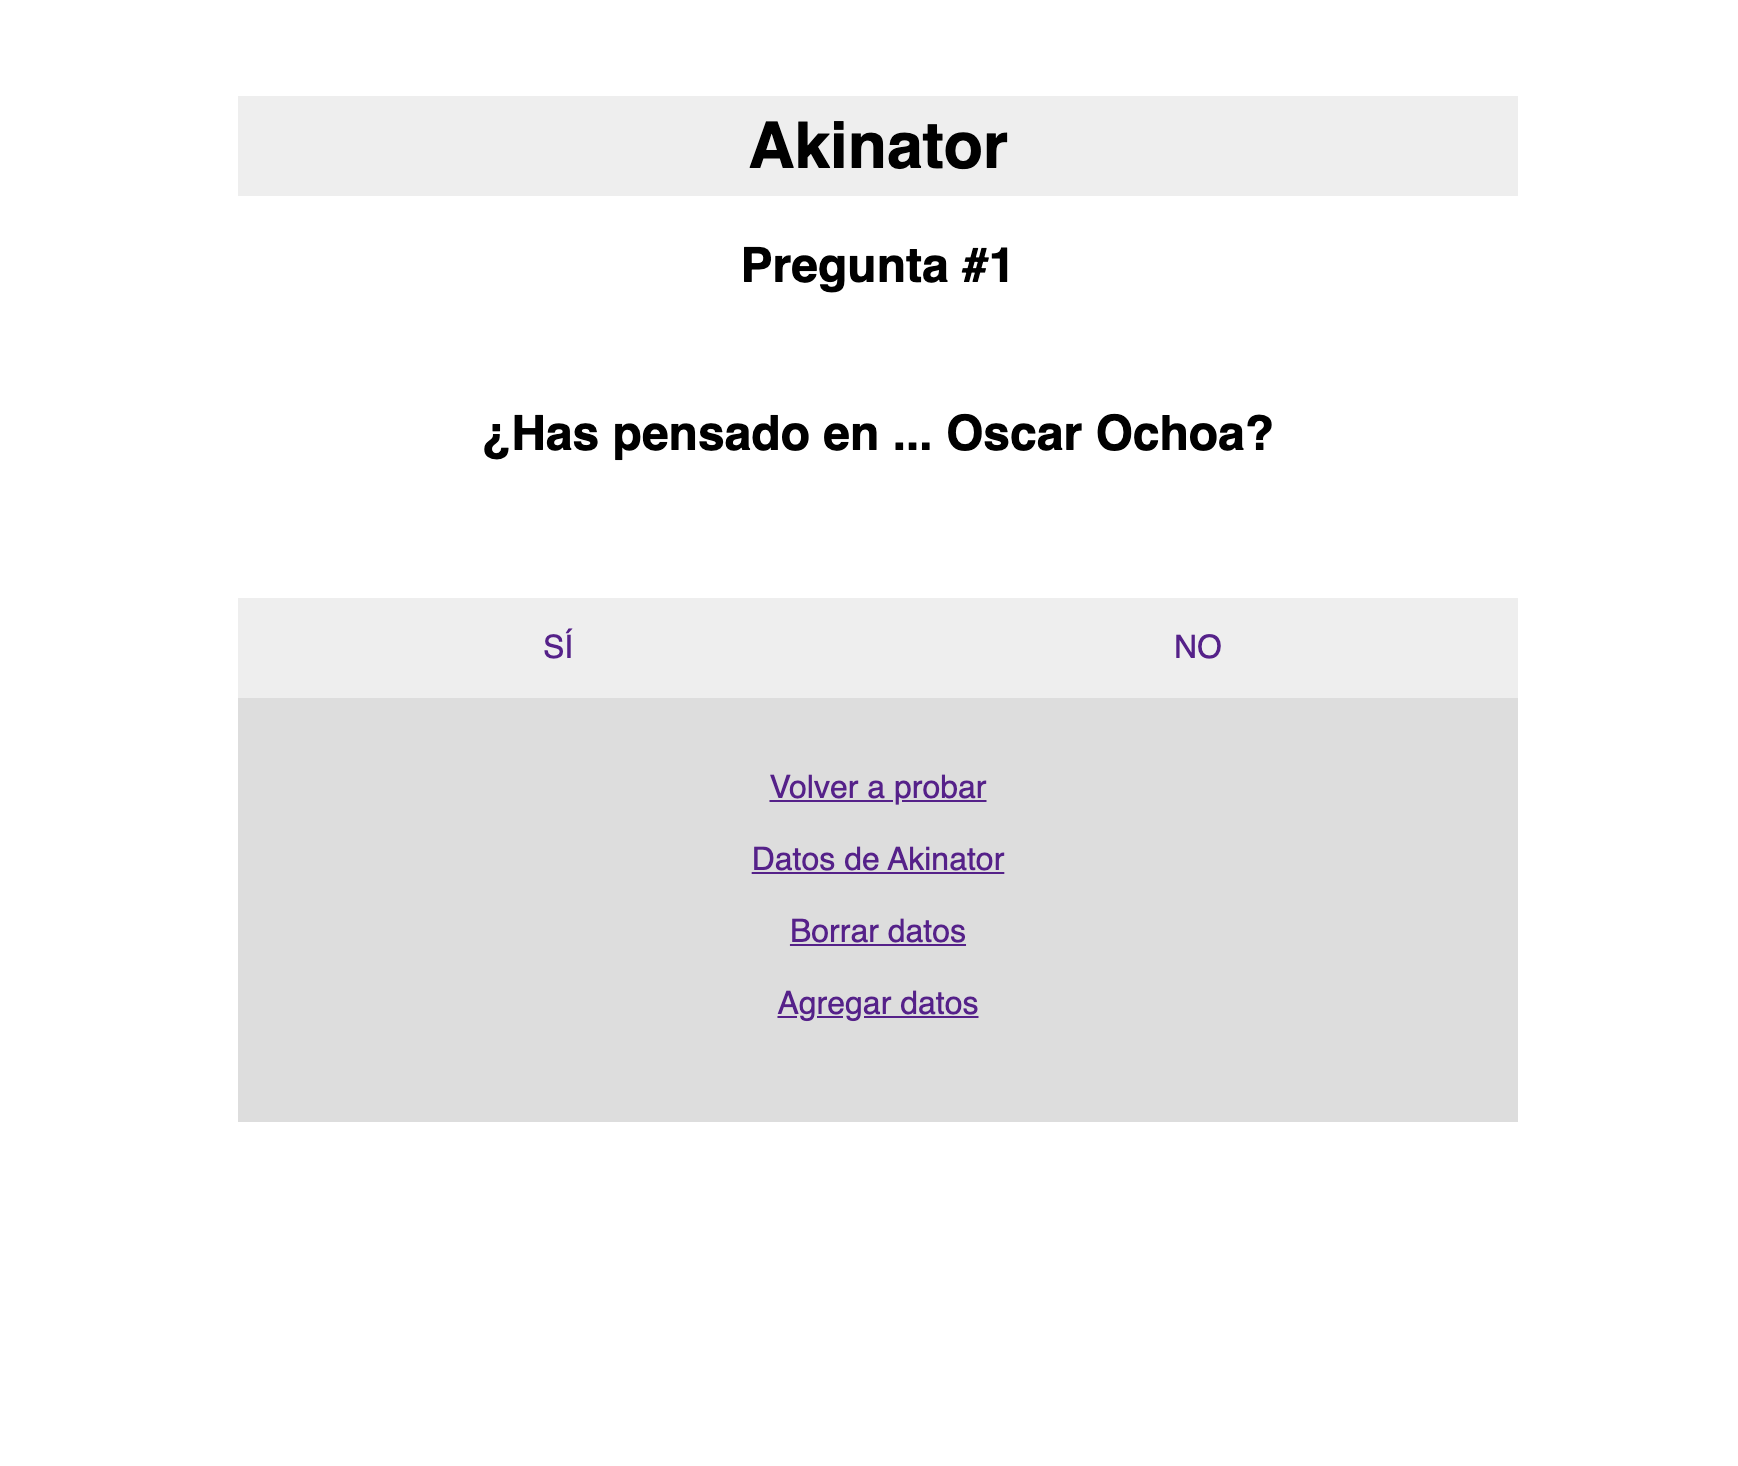 Akinator
Pregunta #1
¿Has pensado en ... Oscar Ochoa?
SÍ NO
Volver a probar
Datos de Akinator
Borrar datos
Agregar datos